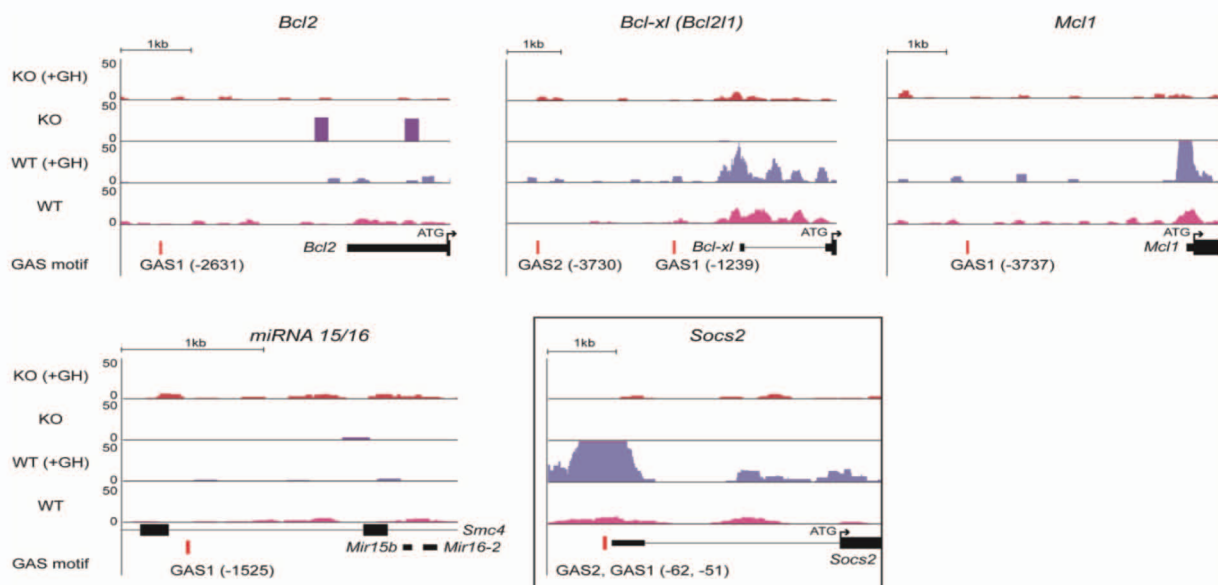 Bcl2
1kb
KO (+GH)
50
0
KO
50
0
WT (+GH)
50
0
WT
50
0
ATG
Bcl2
GAS motif
GAS1 (-2631)
Bcl-xl (Bcl2l1)
1kb
ATG
Bcl-xl
GAS2 (-3730)
GAS1 (-1239)
Mcl1
1kb
ATG
Mcl1
GAS1 (-3737)
miRNA 15/16
1kb
KO (+GH)
50
0
KO
50
0
WT (+GH)
50
0
WT
50
0
Smc4
Mir15b
Mir16-2
GAS motif
GAS1 (-1525)
Socs2
1kb
ATG
Socs2
GAS2, GAS1 (-62, -51)